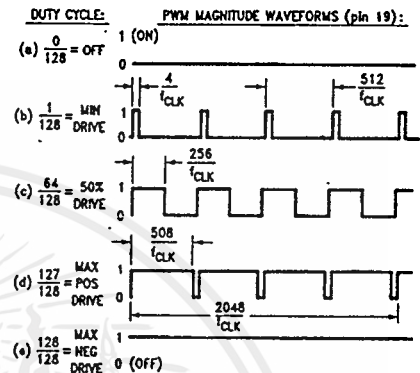 DUTY CYCLE: PWM MAGNITUDE WAVEFORMS (pin 19):
(a) 0/128 = OFF 1 (ON)
0
(b) 1/128 = MIN DRIVE 1 0 4/fCLK 512/fCLK
(c) 64/128 = 50% DRIVE 1 0 256/fCLK
508/fCLK
(d) 127/128 = MAX POS DRIVE 1 0
2048/fCLK
(e) 128/128 = MAX NEG DRIVE 1
0 (OFF)